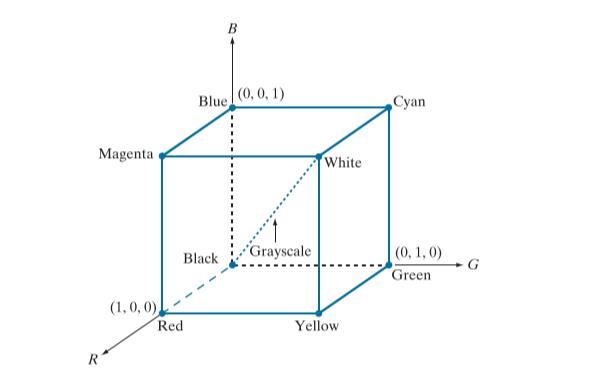 B
Blue (0, 0, 1)
Cyan
Magenta
White
Grayscale
(0, 1, 0)
Black
G
Green
(1, 0, 0)
Red
Yellow
R